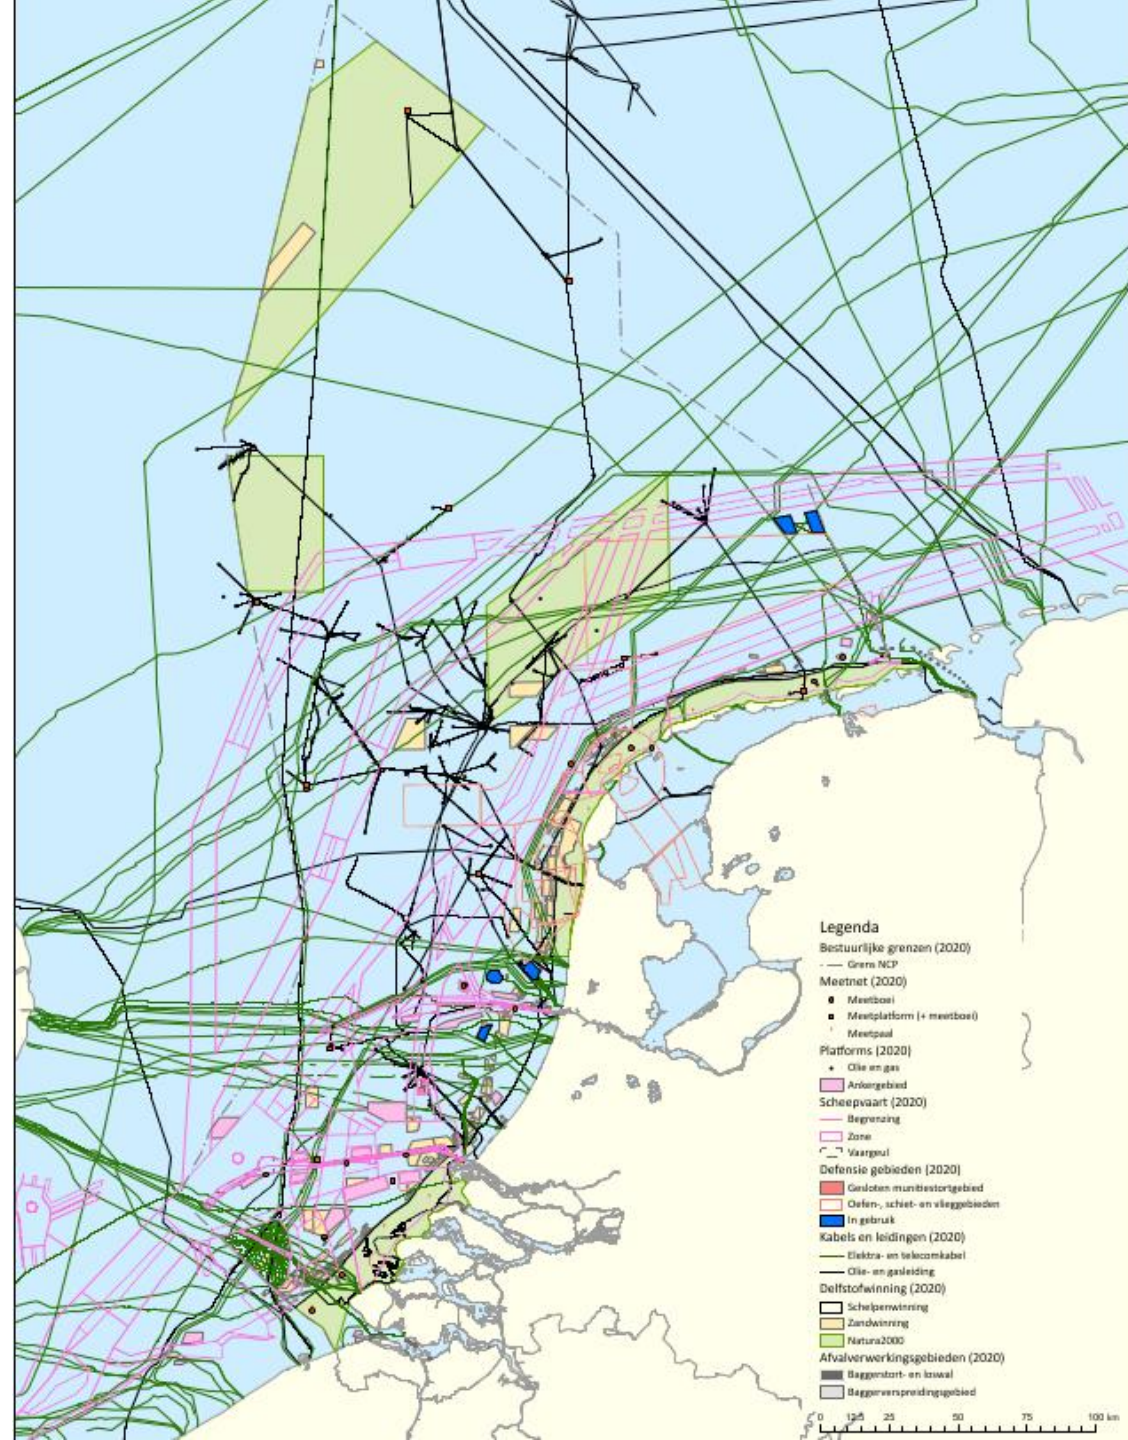 Legenda
Bestuurlijke grenzen (2020)
Grens NCP
Meetnet (2020)
Meetboei
Meetplatform (+ meetboei)
Meetpaal
Platforms (2020)
Olie en gas
Ankergebied
Scheepvaart (2020)
Begrenzing
Zone
Vaargeul
Defensie gebieden (2020)
Gesloten munitiestortgebied
Oefen-, schiet- en vlieggebieden
In gebruik
Kabels en leidingen (2020)
Elektra- en telecomkabel
Olie- en gasleiding
Delfstofwinning (2020)
Schelpenwinning
Zandwinning
Natura2000
Afvalverwerkingsgebieden (2020)
Baggerstort- en loswal
Baggerverspreidingsgebied
0 12.5 25 50 75 100 km